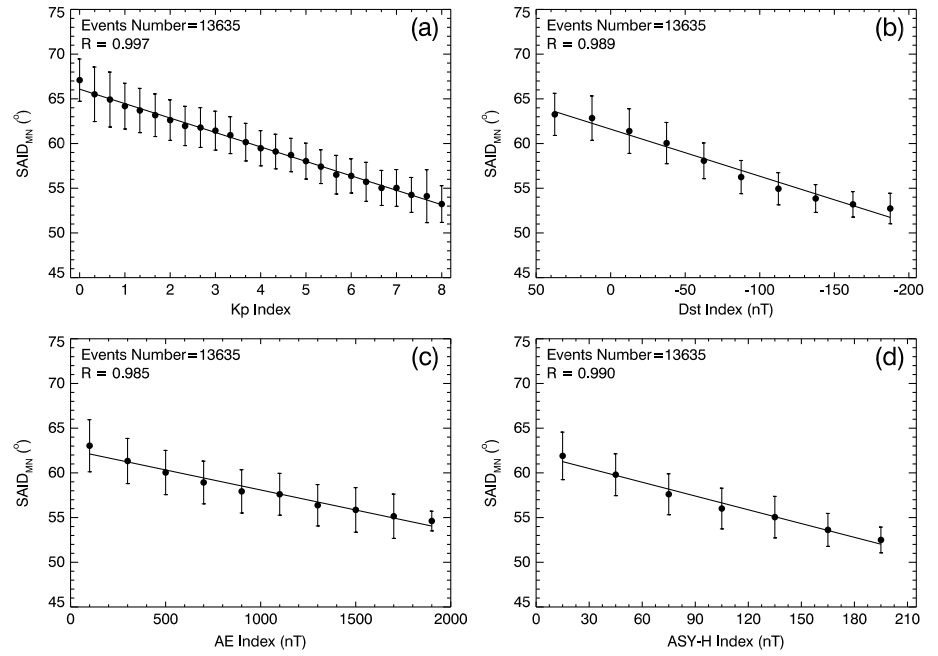 Events Number=13635
(a)
R = 0.997
75
70
65
60
55
50
45
SAID_MN (°)
0 1 2 3 4 5 6 7 8
Kp Index
Events Number=13635
(b)
R = 0.989
75
70
65
60
55
50
45
SAID_MN (°)
50 0 -50 -100 -150 -200
Dst Index (nT)
Events Number=13635
(c)
R = 0.985
75
70
65
60
55
50
45
SAID_MN (°)
0 500 1000 1500 2000
AE Index (nT)
Events Number=13635
(d)
R = 0.990
75
70
65
60
55
50
45
SAID_MN (°)
0 30 60 90 120 150 180 210
ASY-H Index (nT)